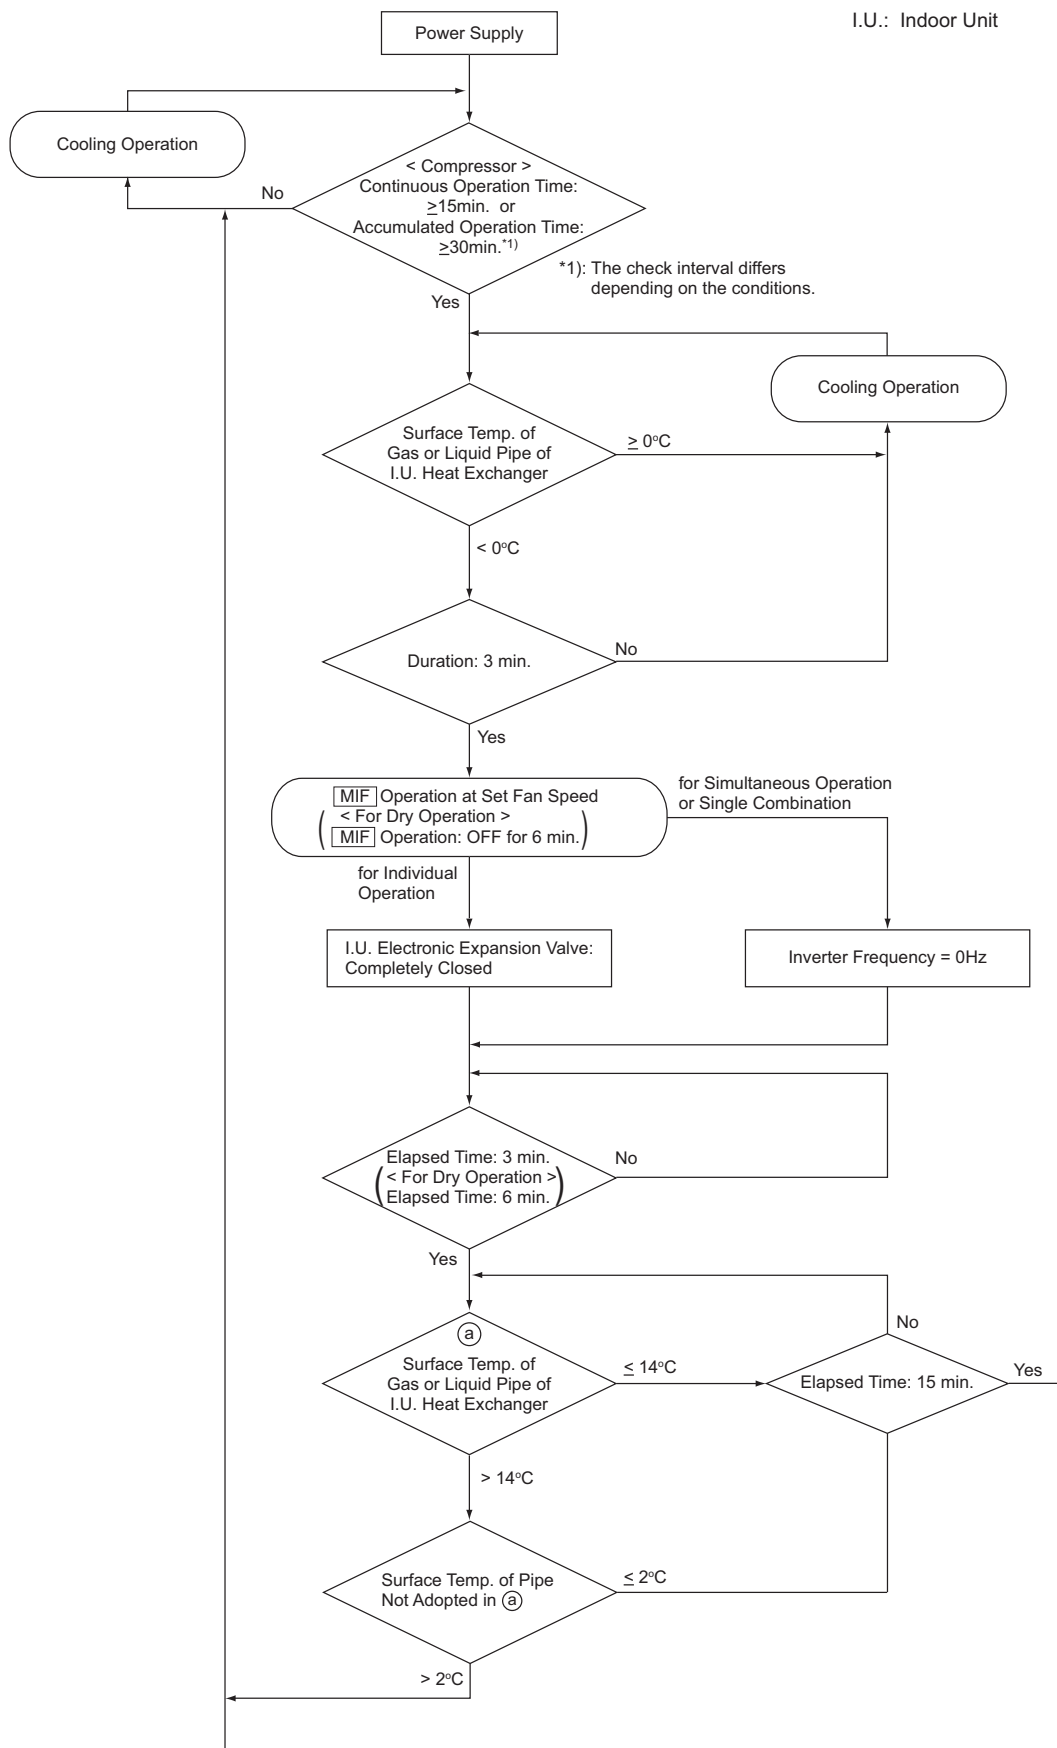 I.U.: Indoor Unit
Power Supply
Cooling Operation
< Compressor >
Continuous Operation Time:
≥15min. or
Accumulated Operation Time:
≥30min.*1)
No
*1): The check interval differs
depending on the conditions.
Yes
Cooling Operation
Surface Temp. of
Gas or Liquid Pipe of
I.U. Heat Exchanger
≥ 0°C
< 0°C
Duration: 3 min.
No
Yes
MIF Operation at Set Fan Speed
< For Dry Operation >
MIF Operation: OFF for 6 min.
for Simultaneous Operation
or Single Combination
for Individual
Operation
I.U. Electronic Expansion Valve:
Completely Closed
Inverter Frequency = 0Hz
Elapsed Time: 3 min.
< For Dry Operation >
Elapsed Time: 6 min.
No
Yes
a
Surface Temp. of
Gas or Liquid Pipe of
I.U. Heat Exchanger
≤ 14°C
No
Elapsed Time: 15 min.
Yes
> 14°C
Surface Temp. of Pipe
Not Adopted in a
≤ 2°C
> 2°C